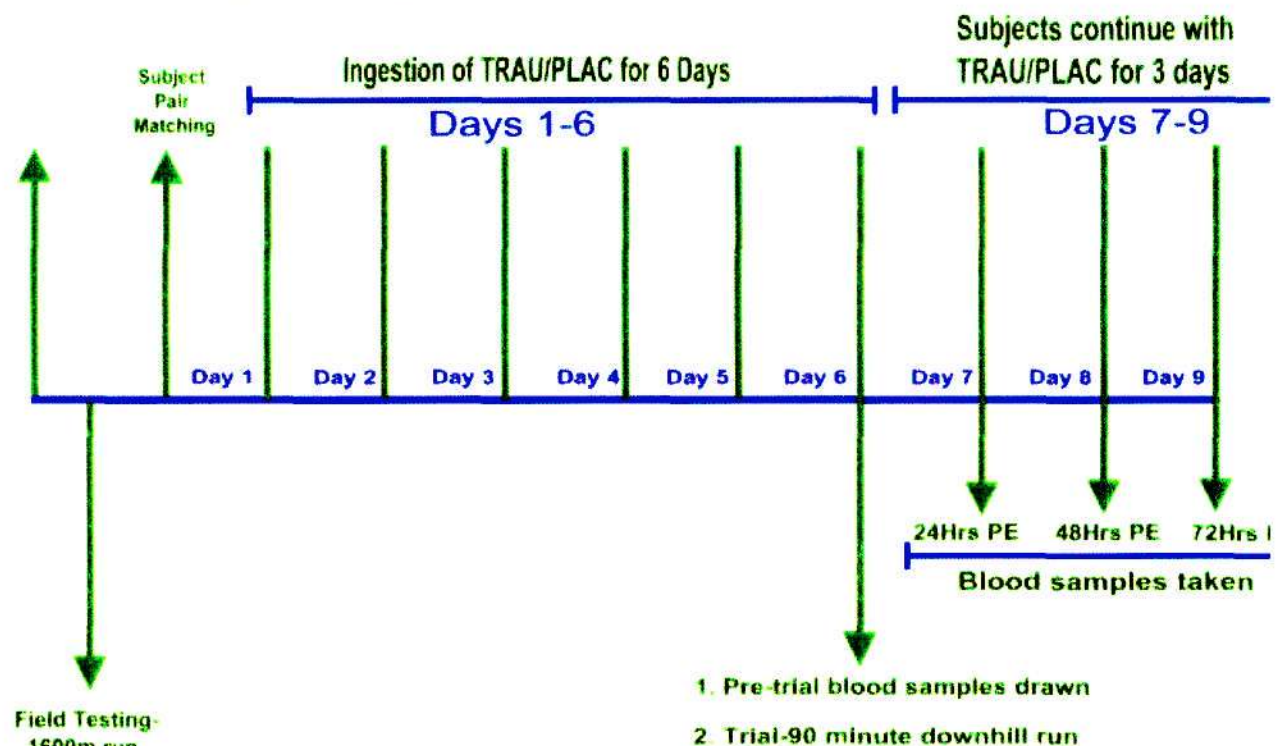 Subjects continue with
TRAU/PLAC for 3 days
Ingestion of TRAU/PLAC for 6 Days
Subject
Pair
Matching
Days 1-6
Days 7-9
Day 1
Day 2
Day 3
Day 4
Day 5
Day 6
Day 7
Day 8
Day 9
24Hrs PE
48Hrs PE
72Hrs
Blood samples taken
1. Pre-trial blood samples drawn
2. Trial-90 minute downhill run
Field Testing-
1600m run